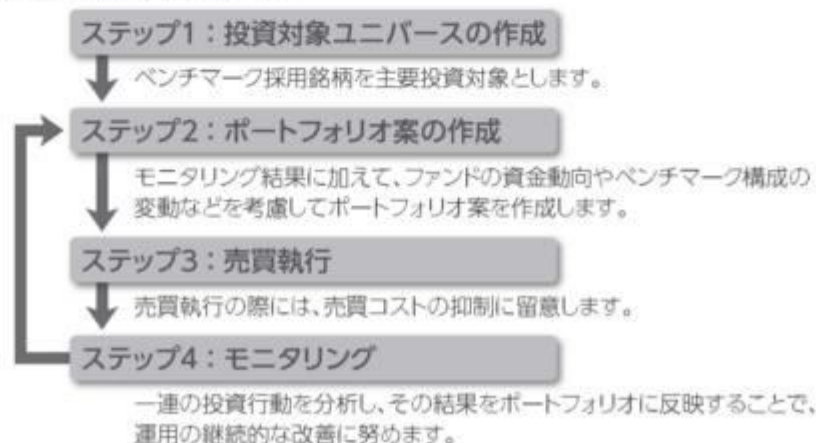 ステップ1：投資対象ユニバースの作成
ベンチマーク採用銘柄を主要投資対象とします。
ステップ2：ポートフォリオ案の作成
モニタリング結果に加えて、ファンドの資金動向やベンチマーク構成の
変動などを考慮してポートフォリオ案を作成します。
ステップ3：売買執行
売買執行の際には、売買コストの抑制に留意します。
ステップ4：モニタリング
一連の投資行動を分析し、その結果をポートフォリオに反映することで、
運用の継続的な改善に努めます。